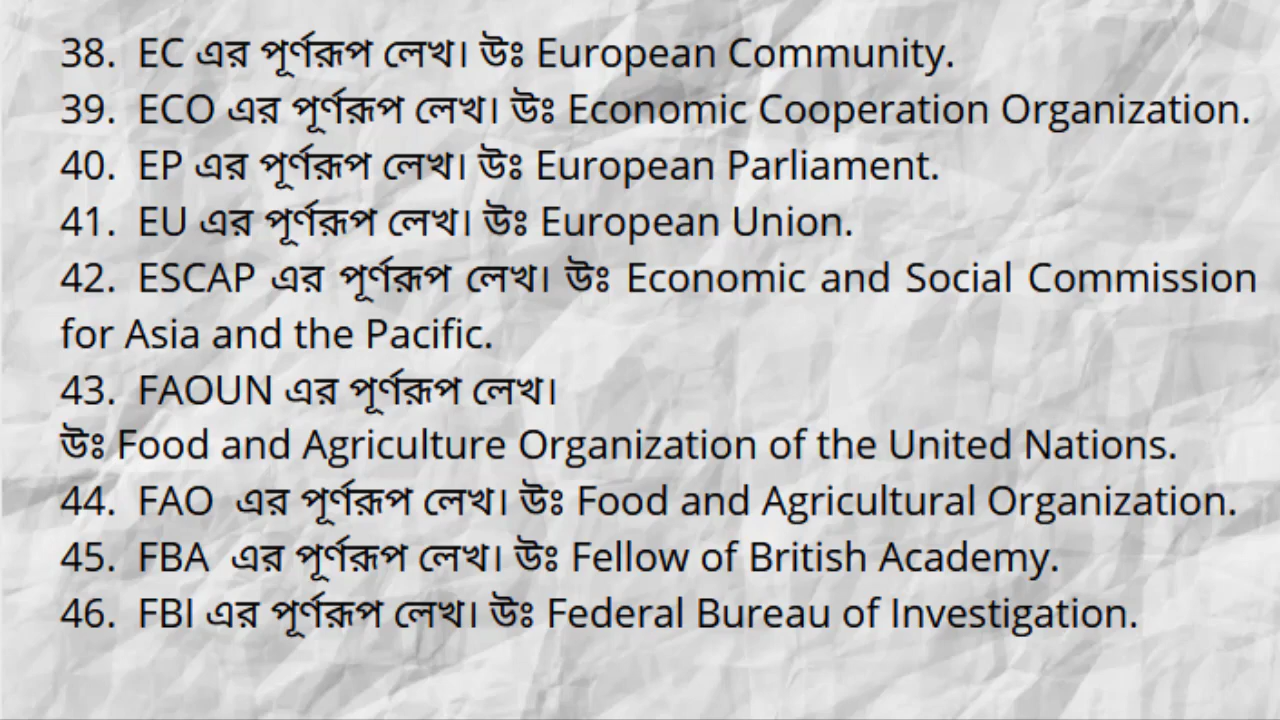 38. EC এর পূর্ণরূপ লেখ। উঃ European Community.
39. ECO এর পূর্ণরূপ লেখ। উঃ Economic Cooperation Organization.
40. EP এর পূর্ণরূপ লেখ। উঃ European Parliament.
41. EU এর পূর্ণরূপ লেখ। উঃ European Union.
42. ESCAP এর পূর্ণরূপ লেখ। উঃ Economic and Social Commission
for Asia and the Pacific.
43. FAOUN এর পূর্ণরূপ লেখ।
উঃ Food and Agriculture Organization of the United Nations.
44. FAO এর পূর্ণরূপ লেখ। উঃ Food and Agricultural Organization.
45. FBA এর পূর্ণরূপ লেখ। উঃ Fellow of British Academy.
46. FBI এর পূর্ণরূপ লেখ। উঃ Federal Bureau of Investigation.